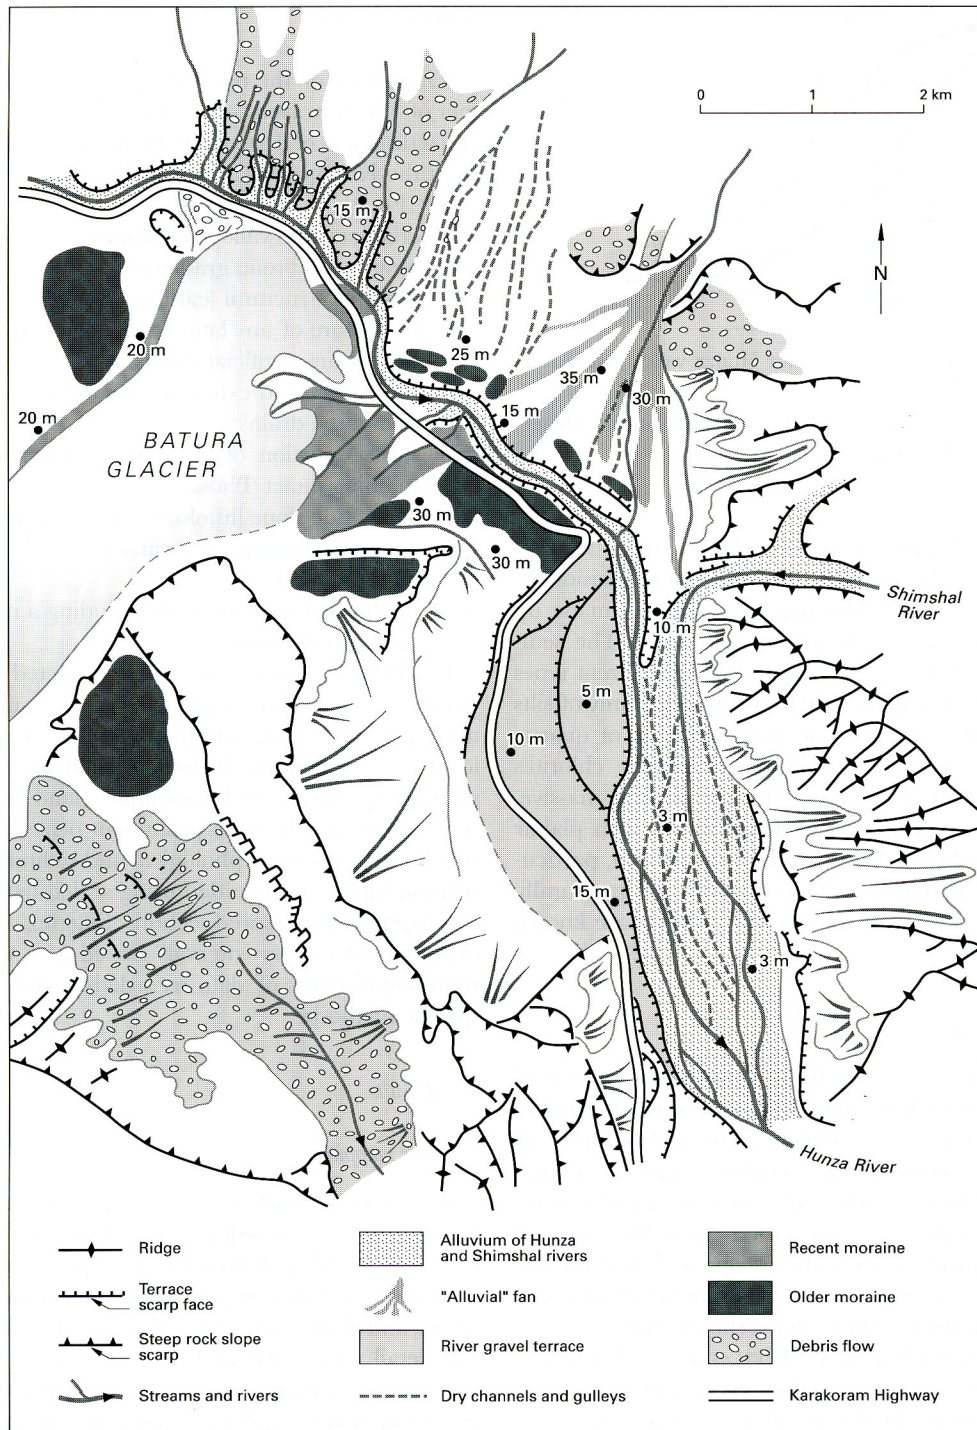 0 1 2 km
15 m
N
20 m
25 m
35 m
30 m
15 m
20 m
BATURA
GLACIER
30 m
30 m
Shimshal
River
10 m
5 m
10 m
3 m
15 m
3 m
Hunza River
Ridge
Terrace
scarp face
Steep rock slope
scarp
Streams and rivers
Alluvium of Hunza
and Shimshal rivers
"Alluvial" fan
River gravel terrace
Dry channels and gulleys
Recent moraine
Older moraine
Debris flow
Karakoram Highway